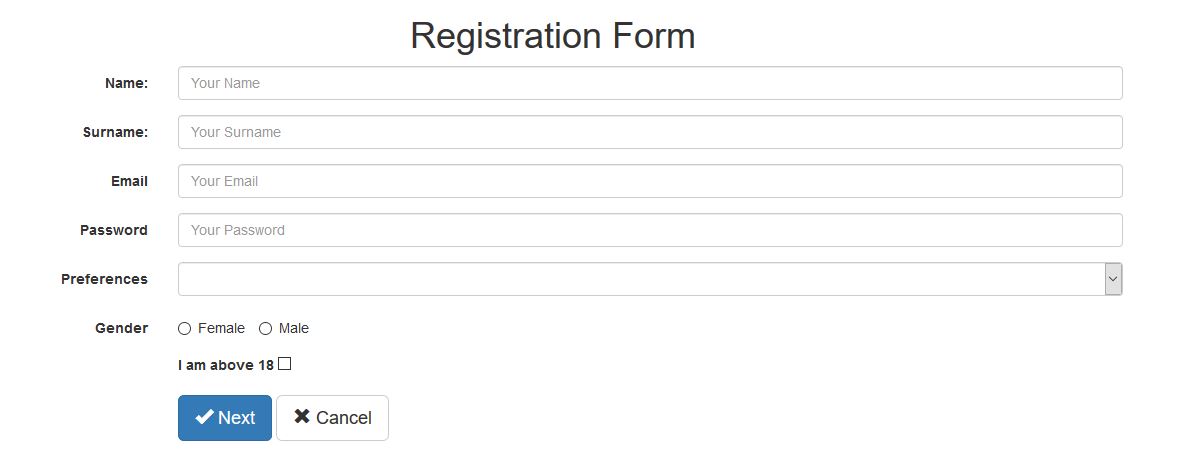 Registration Form
Name: Your Name
Surname: Your Surname
Email Your Email
Password Your Password
Preferences
Gender Female Male
I am above 18
Next Cancel